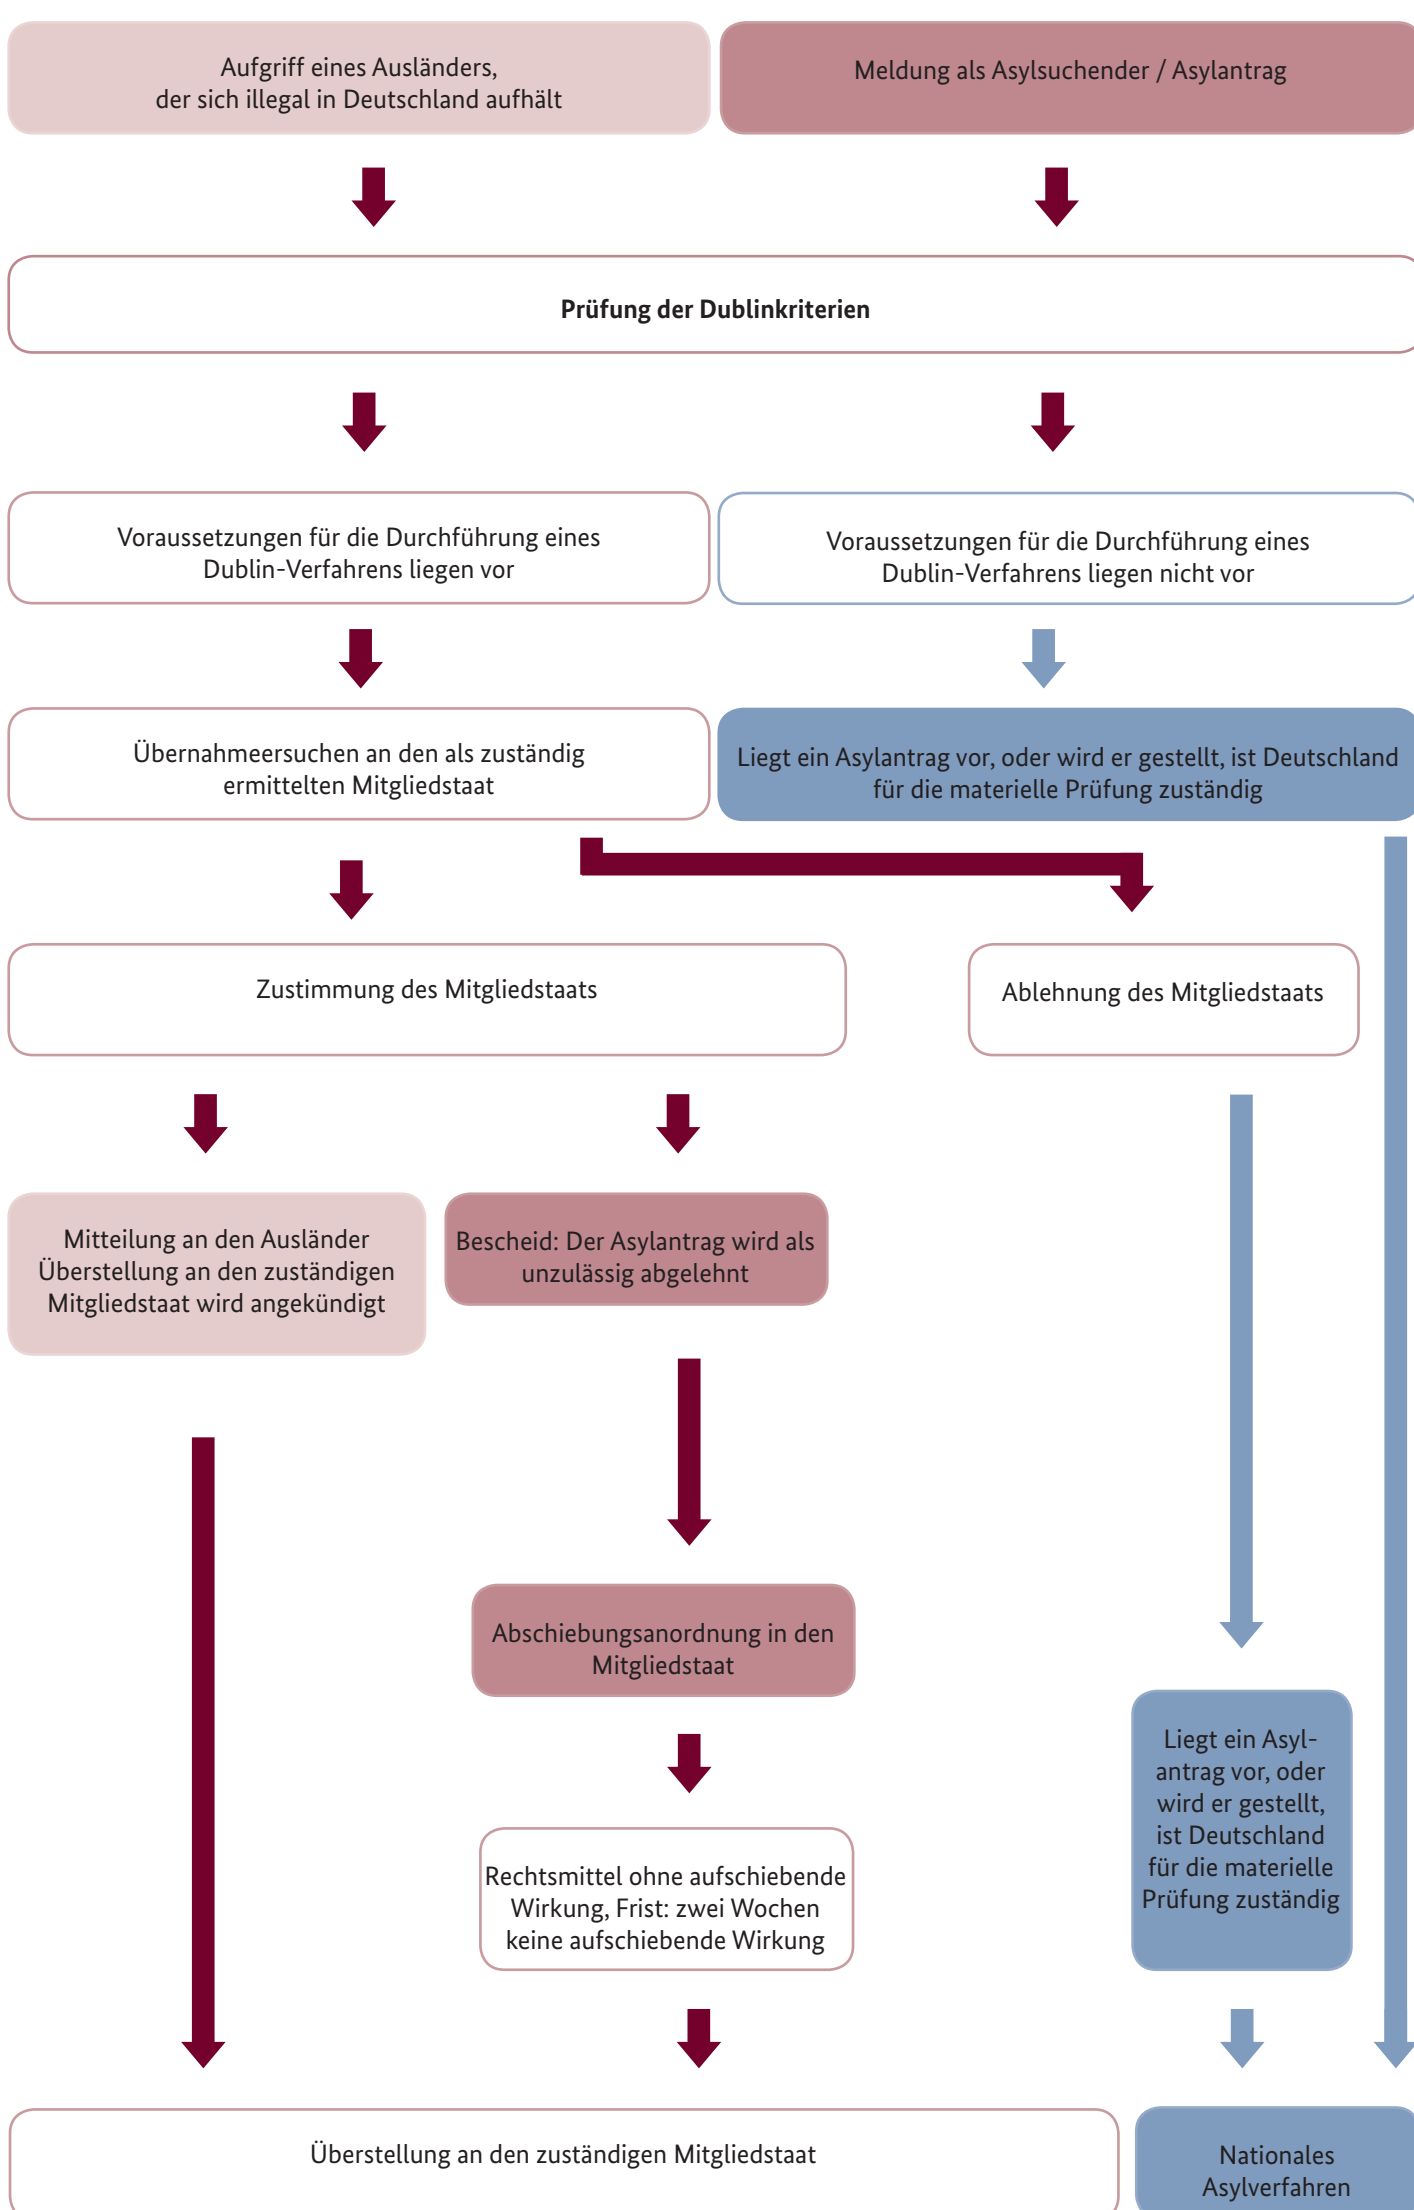 Aufgriff eines Ausländers,
der sich illegal in Deutschland aufhält
Meldung als Asylsuchender / Asylantrag
Prüfung der Dublinkriterien
Voraussetzungen für die Durchführung eines
Dublin-Verfahrens liegen vor
Voraussetzungen für die Durchführung eines
Dublin-Verfahrens liegen nicht vor
Übernahmeersuchen an den als zuständig
ermittelten Mitgliedstaat
Liegt ein Asylantrag vor, oder wird er gestellt, ist Deutschland
für die materielle Prüfung zuständig
Zustimmung des Mitgliedstaats
Ablehnung des Mitgliedstaats
Mitteilung an den Ausländer
Überstellung an den zuständigen
Mitgliedstaat wird angekündigt
Bescheid: Der Asylantrag wird als
unzulässig abgelehnt
Abschiebungsanordnung in den
Mitgliedstaat
Liegt ein Asyl-
antrag vor, oder
wird er gestellt,
ist Deutschland
für die materielle
Prüfung zuständig
Rechtsmittel ohne aufschiebende
Wirkung, Frist: zwei Wochen
keine aufschiebende Wirkung
Überstellung an den zuständigen Mitgliedstaat
Nationales
Asylverfahren